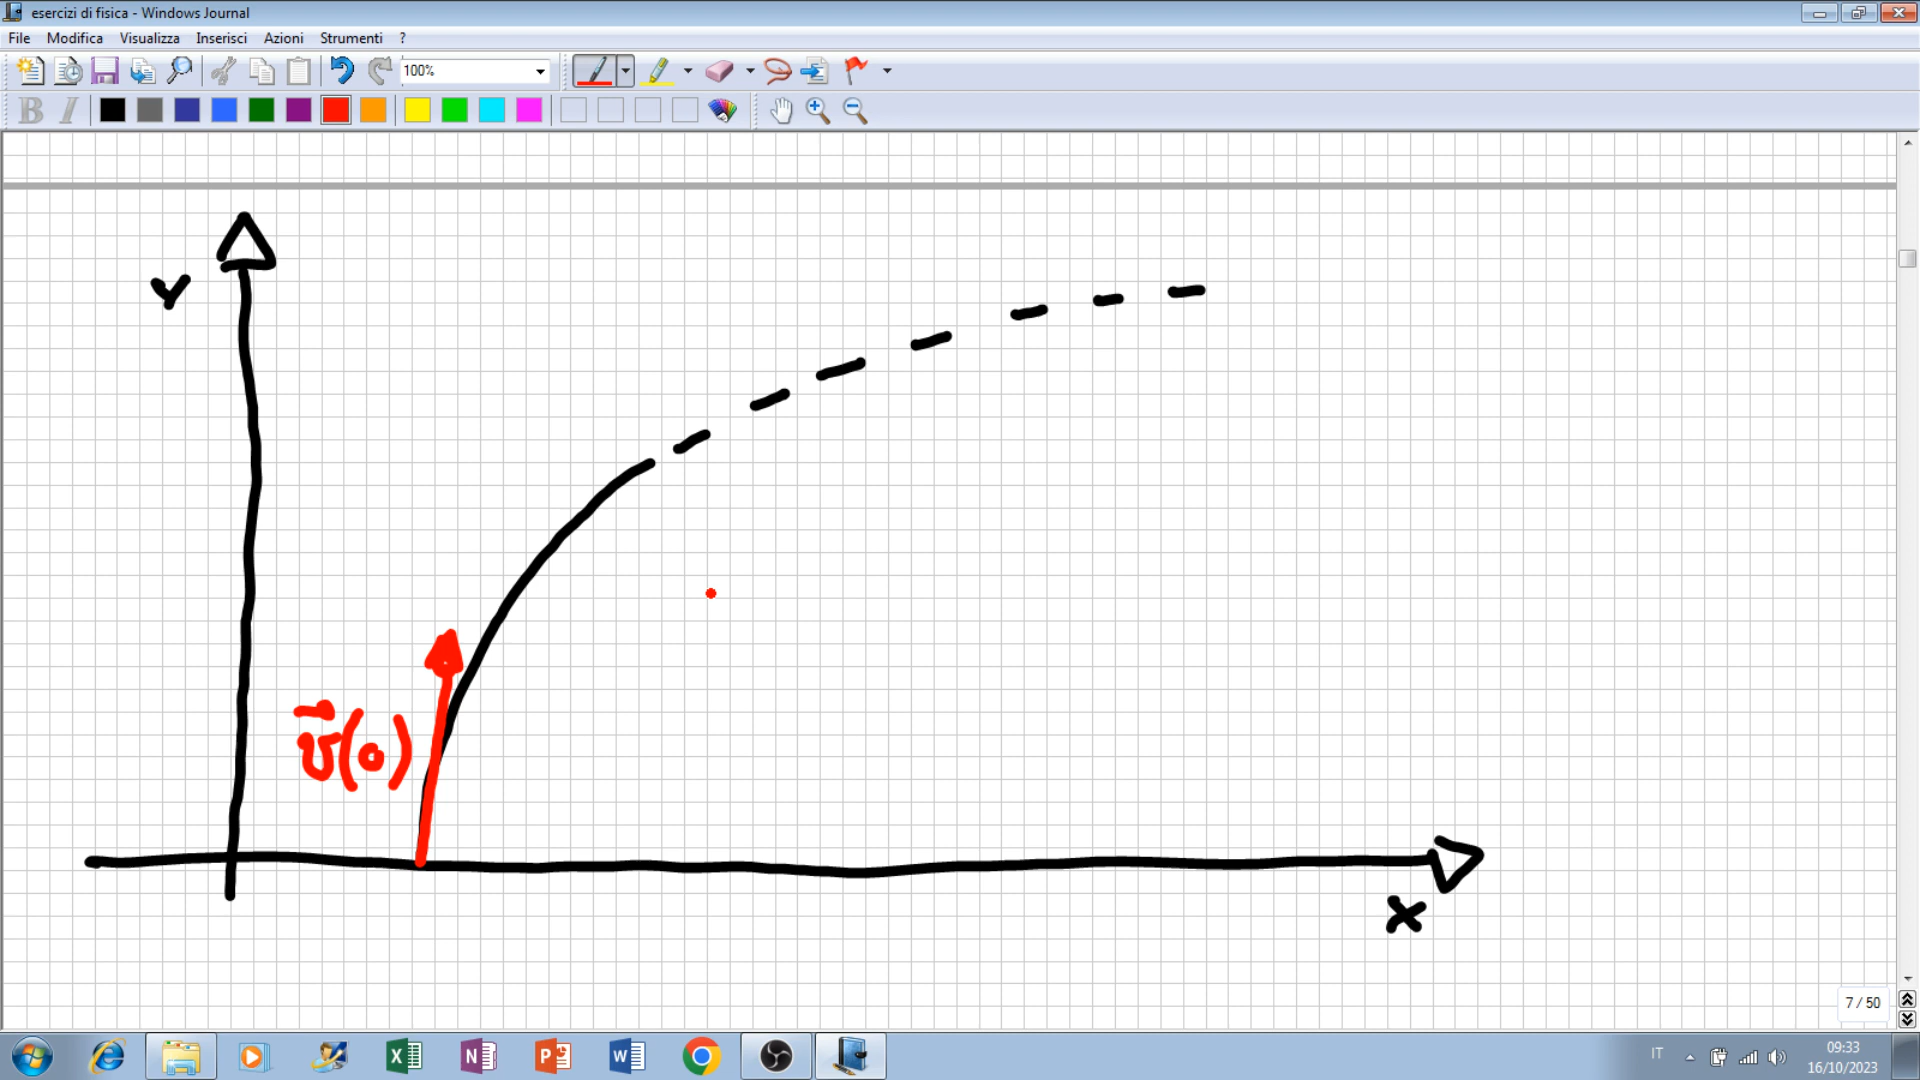 esercizi di fisica - Windows Journal
File Modifica Visualizza Inserisci Azioni Strumenti ?
100%
B I
Y
v⃗(0)
X
7 / 50
IT
09:33
16/10/2023